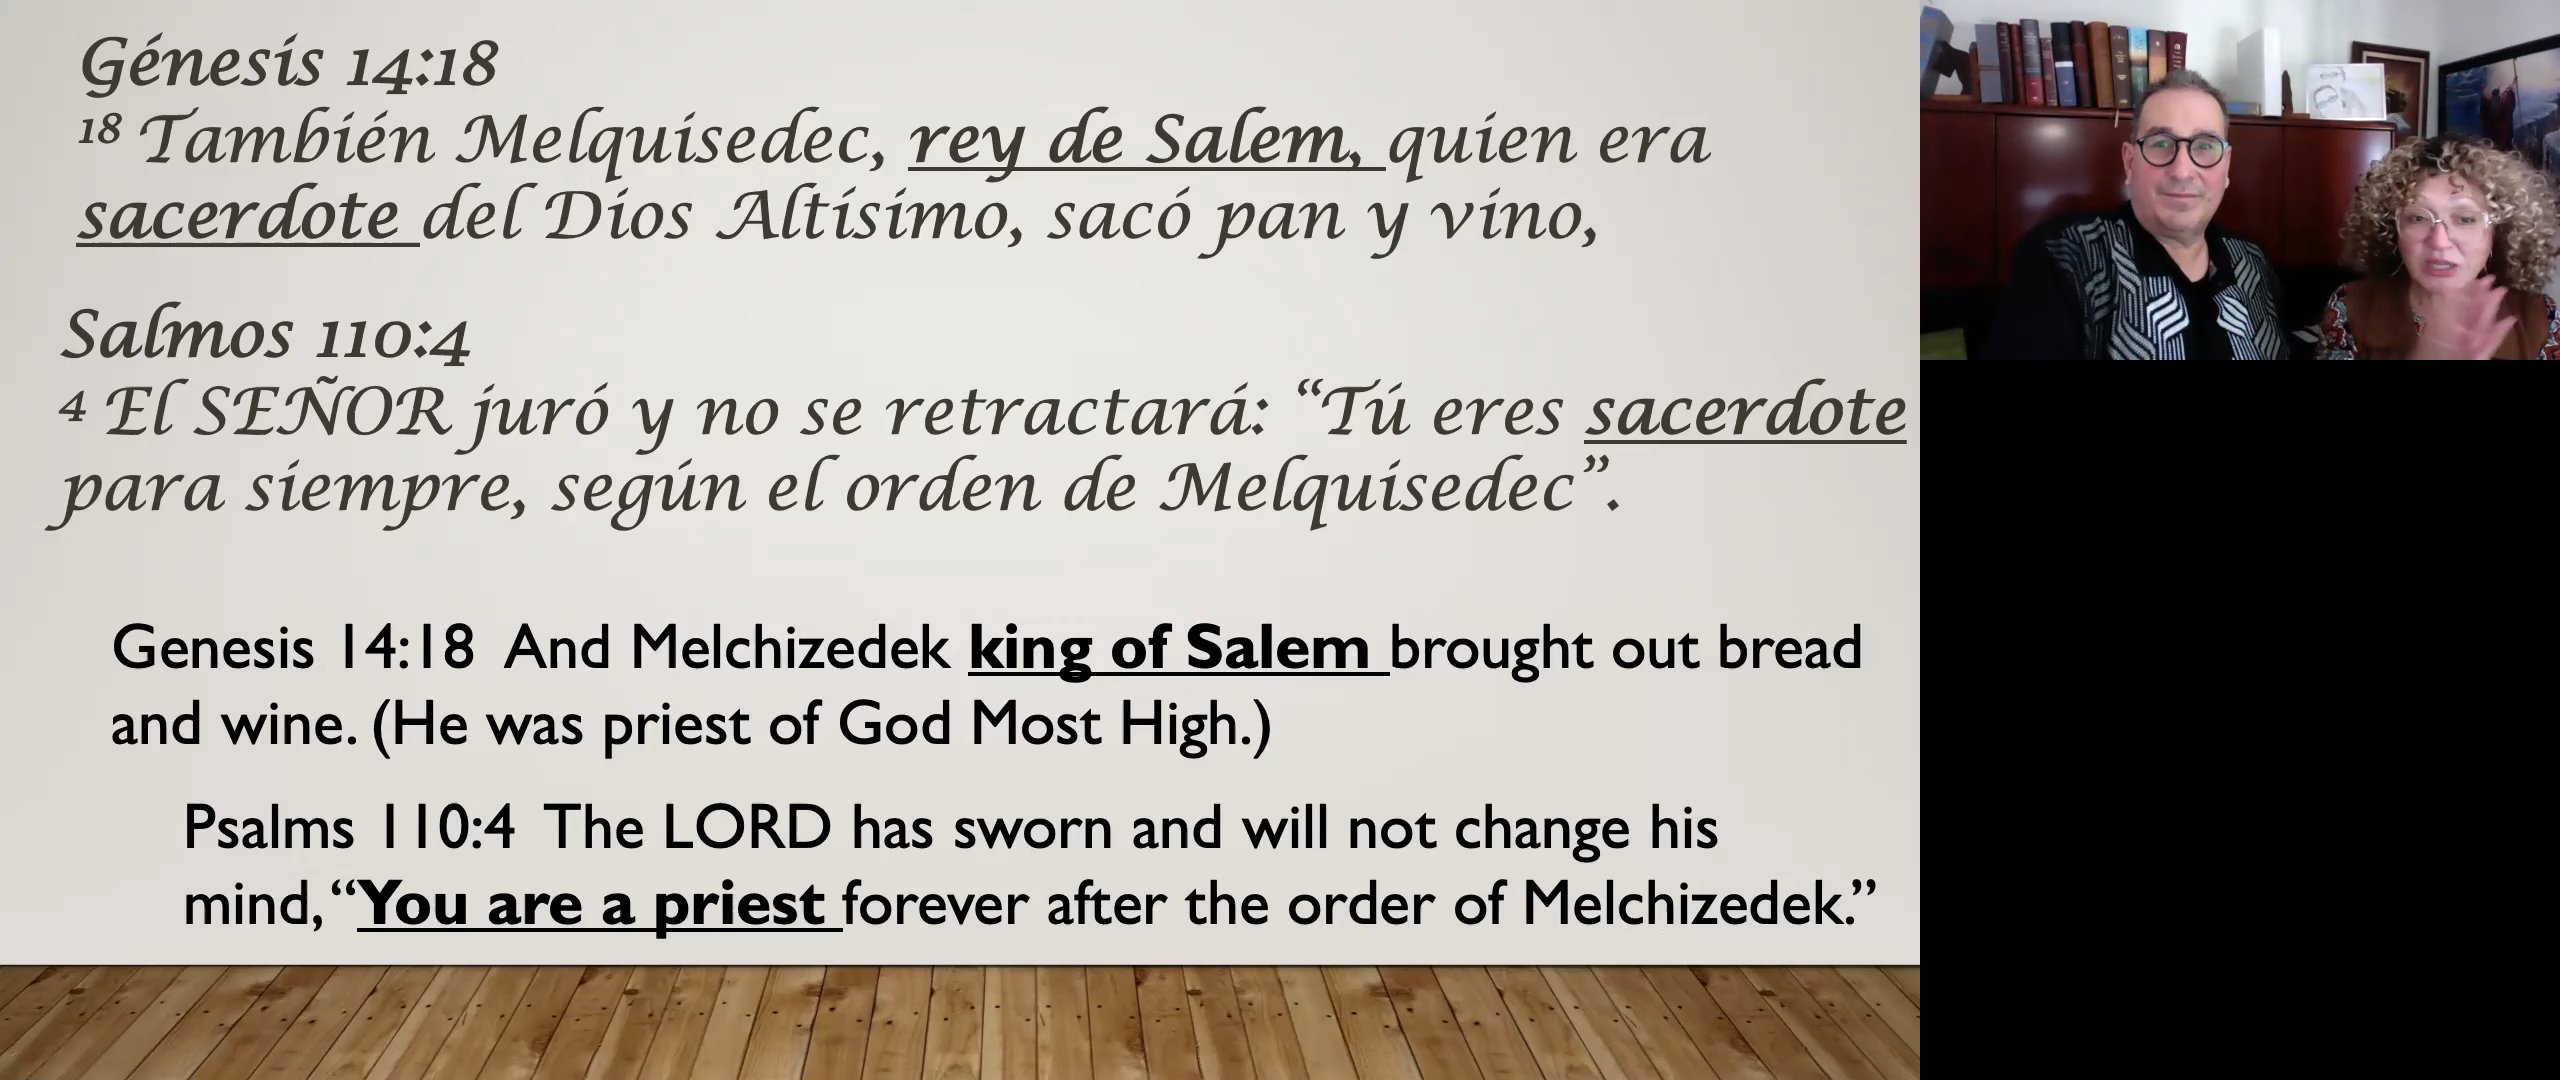 Génesis 14:18
18 También Melquisedec, rey de Salem, quien era
sacerdote del Dios Altísimo, sacó pan y vino,
Salmos 110:4
4 El SEÑOR juró y no se retractará: “Tú eres sacerdote
para siempre, según el orden de Melquisedec”.
Genesis 14:18 And Melchizedek king of Salem brought out bread
and wine. (He was priest of God Most High.)
Psalms 110:4 The LORD has sworn and will not change his
mind, “You are a priest forever after the order of Melchizedek.”